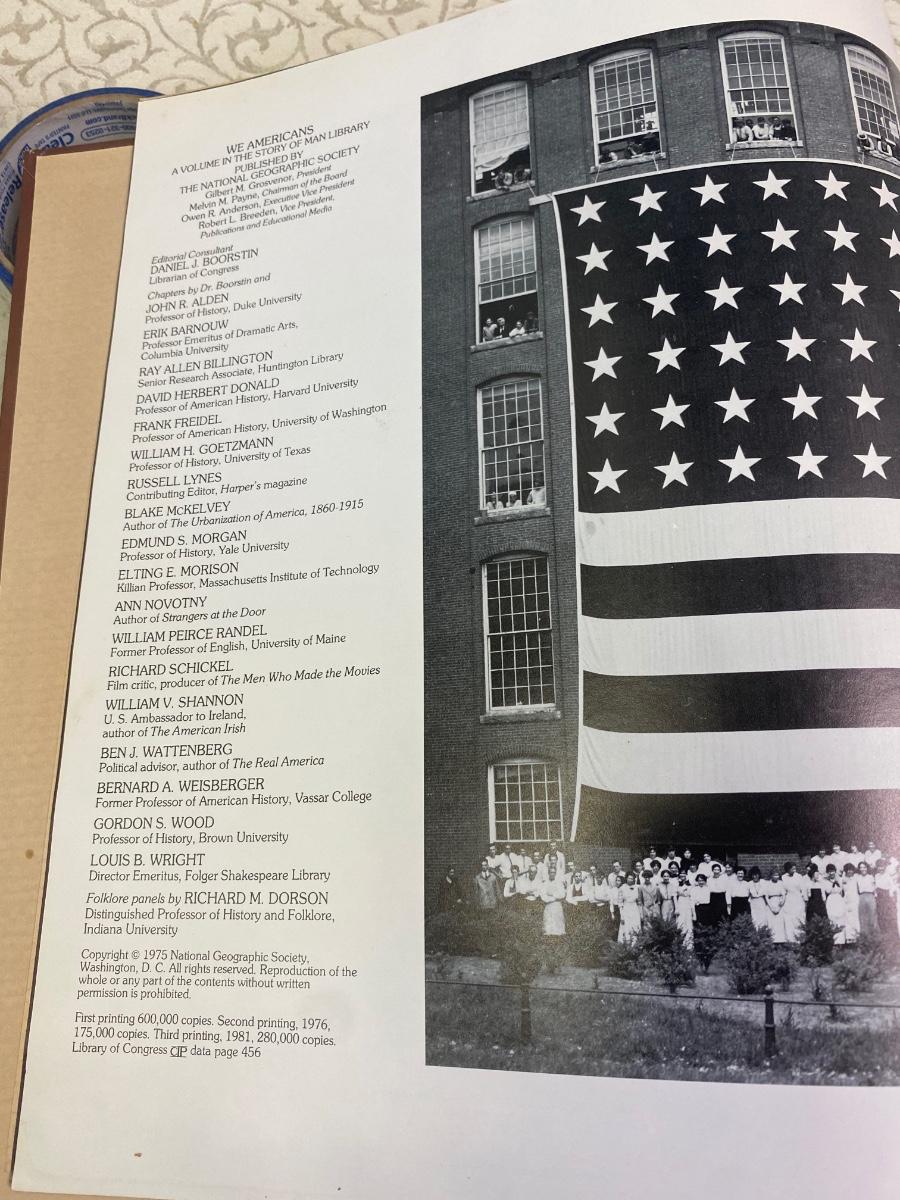 WE AMERICANS
A VOLUME IN THE STORY OF MAN LIBRARY
PUBLISHED BY
THE NATIONAL GEOGRAPHIC SOCIETY
Gilbert M. Grosvenor, President
Melvin M. Payne, Chairman of the Board
Owen R. Anderson, Executive Vice President
Robert L. Breeden, Vice President,
Publications and Educational Media
Editorial Consultant
DANIEL J. BOORSTIN
Librarian of Congress
Chapters by Dr. Boorstin and
JOHN R. ALDEN
Professor of History, Duke University
ERIK BARNOUW
Professor Emeritus of Dramatic Arts,
Columbia University
RAY ALLEN BILLINGTON
Senior Research Associate, Huntington Library
DAVID HERBERT DONALD
Professor of American History, Harvard University
FRANK FREIDEL
Professor of American History, University of Washington
WILLIAM H. GOETZMANN
Professor of History, University of Texas
RUSSELL LYNES
Contributing Editor, Harper's magazine
BLAKE McKELVEY
Author of The Urbanization of America, 1860-1915
EDMUND S. MORGAN
Professor of History, Yale University
ELTING E. MORISON
Killian Professor, Massachusetts Institute of Technology
ANN NOVOTNY
Author of Strangers at the Door
WILLIAM PEIRCE RANDEL
Former Professor of English, University of Maine
RICHARD SCHICKEL
Film critic, producer of The Men Who Made the Movies
WILLIAM V. SHANNON
U. S. Ambassador to Ireland,
author of The American Irish
BEN J. WATTENBERG
Political advisor, author of The Real America
BERNARD A. WEISBERGER
Former Professor of American History, Vassar College
GORDON S. WOOD
Professor of History, Brown University
LOUIS B. WRIGHT
Director Emeritus, Folger Shakespeare Library
Folklore panels by RICHARD M. DORSON
Distinguished Professor of History and Folklore,
Indiana University
Copyright © 1975 National Geographic Society,
Washington, D. C. All rights reserved. Reproduction of the
whole or any part of the contents without written
permission is prohibited.
First printing 600,000 copies. Second printing, 1976,
175,000 copies. Third printing, 1981, 280,000 copies.
Library of Congress CIP data page 456